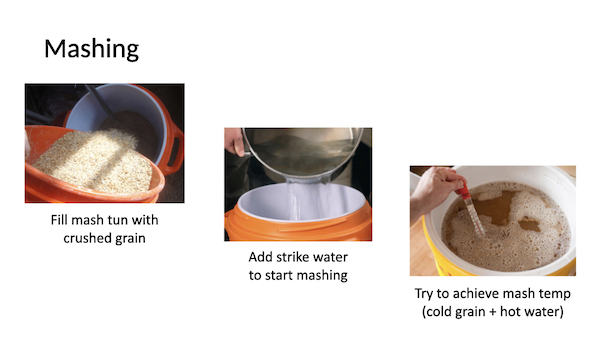 Mashing
Fill mash tun with
crushed grain
Add strike water
to start mashing
Try to achieve mash temp
(cold grain + hot water)